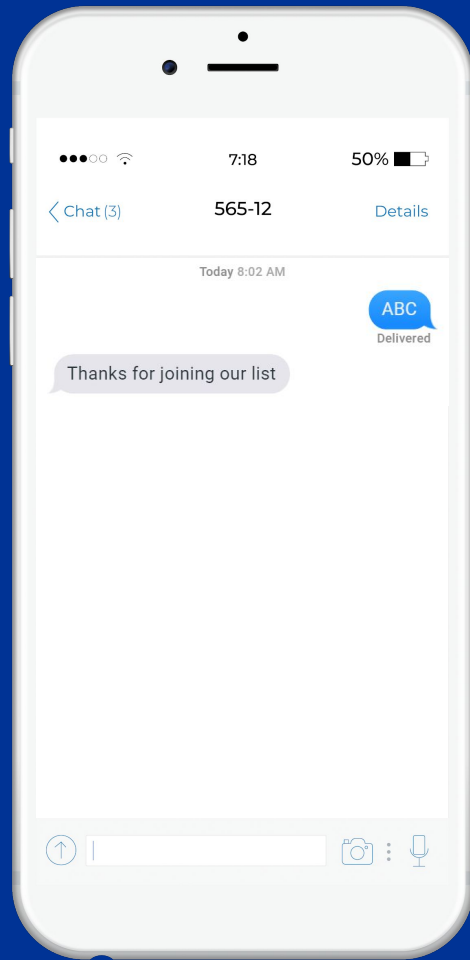 7:18
50%
Chat (3)
565-12
Details
Today 8:02 AM
ABC
Delivered
Thanks for joining our list